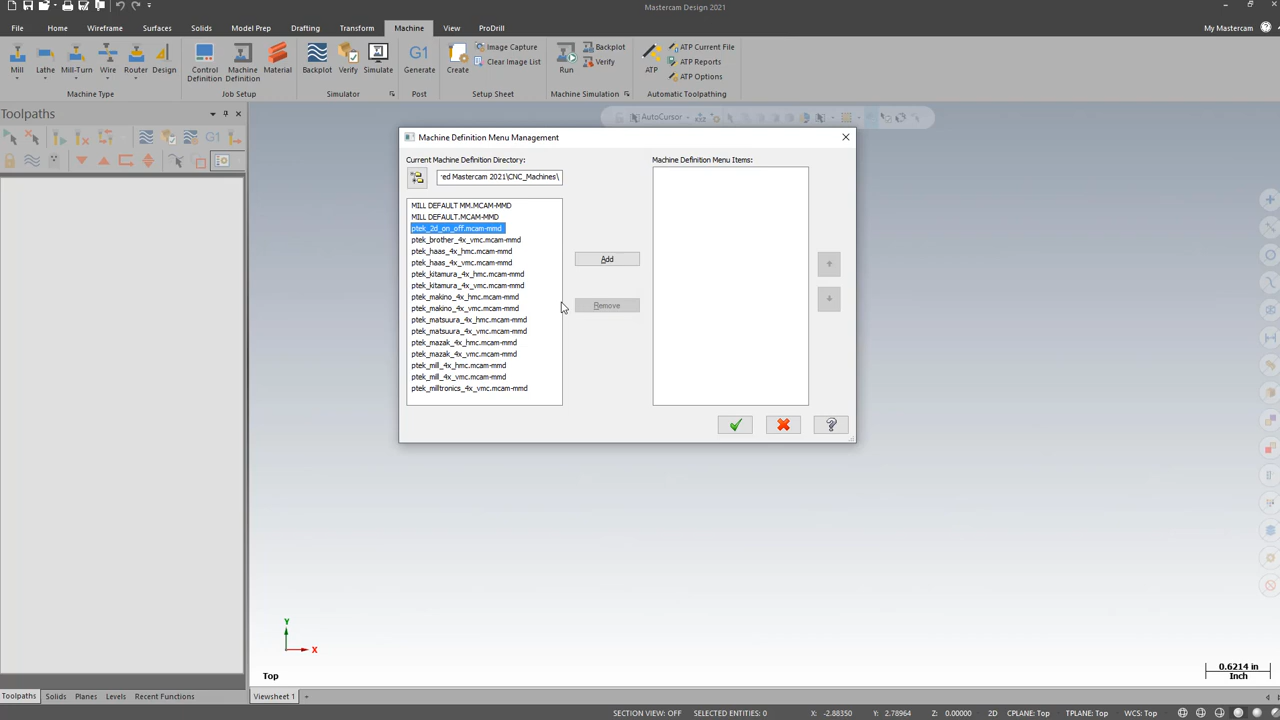 Mastercam Design 2021
File Home Wireframe Surfaces Solids Model Prep Drafting Transform Machine View ProDrill My Mastercam
Mill Lathe Mill-Turn Wire Router Design
Machine Type
Control Definition Machine Definition Material
Job Setup
Backplot Verify Simulate
Simulator
G1 Generate
Post
Create Image Capture
Clear Image List
Setup Sheet
Run Backplot
Verify
Machine Simulation
ATP ATP Current File
ATP Reports
ATP Options
Automatic Toolpathing
Toolpaths
G1
AutoCursor
Machine Definition Menu Management
Current Machine Definition Directory:
red Mastercam 2021\CNC_Machines\
MILL DEFAULT MM.MCAM-MMD
MILL DEFAULT.MCAM-MMD
ptek_2d_on_off.mcam-mmd
ptek_brother_4x_vmc.mcam-mmd
ptek_haas_4x_hmc.mcam-mmd
ptek_haas_4x_vmc.mcam-mmd
ptek_kitamura_4x_hmc.mcam-mmd
ptek_kitamura_4x_vmc.mcam-mmd
ptek_makino_4x_hmc.mcam-mmd
ptek_makino_4x_vmc.mcam-mmd
ptek_matsuura_4x_hmc.mcam-mmd
ptek_matsuura_4x_vmc.mcam-mmd
ptek_mazak_4x_hmc.mcam-mmd
ptek_mazak_4x_vmc.mcam-mmd
ptek_mill_4x_hmc.mcam-mmd
ptek_mill_4x_vmc.mcam-mmd
ptek_milltronics_4x_vmc.mcam-mmd
Add
Remove
Machine Definition Menu Items:
Y
X
Top
0.6214 in
Inch
Toolpaths Solids Planes Levels Recent Functions
Viewsheet 1 +
SECTION VIEW: OFF SELECTED ENTITIES: 0 X: -2.88350 Y: 2.78964 Z: 0.00000 2D CPLANE: Top TPLANE: Top WCS: Top